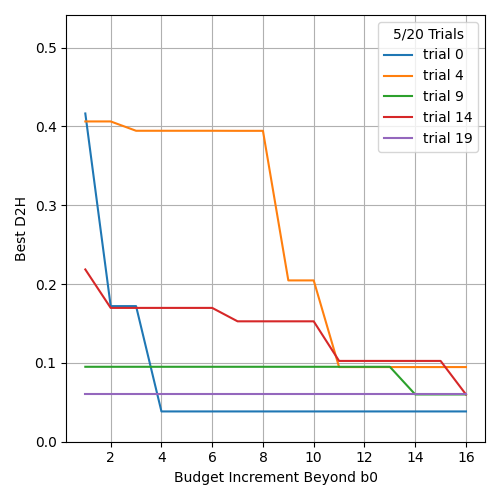 5/20 Trials
trial 0
trial 4
trial 9
trial 14
trial 19
Best D2H
0.5
0.4
0.3
0.2
0.1
0.0
2 4 6 8 10 12 14 16
Budget Increment Beyond b0